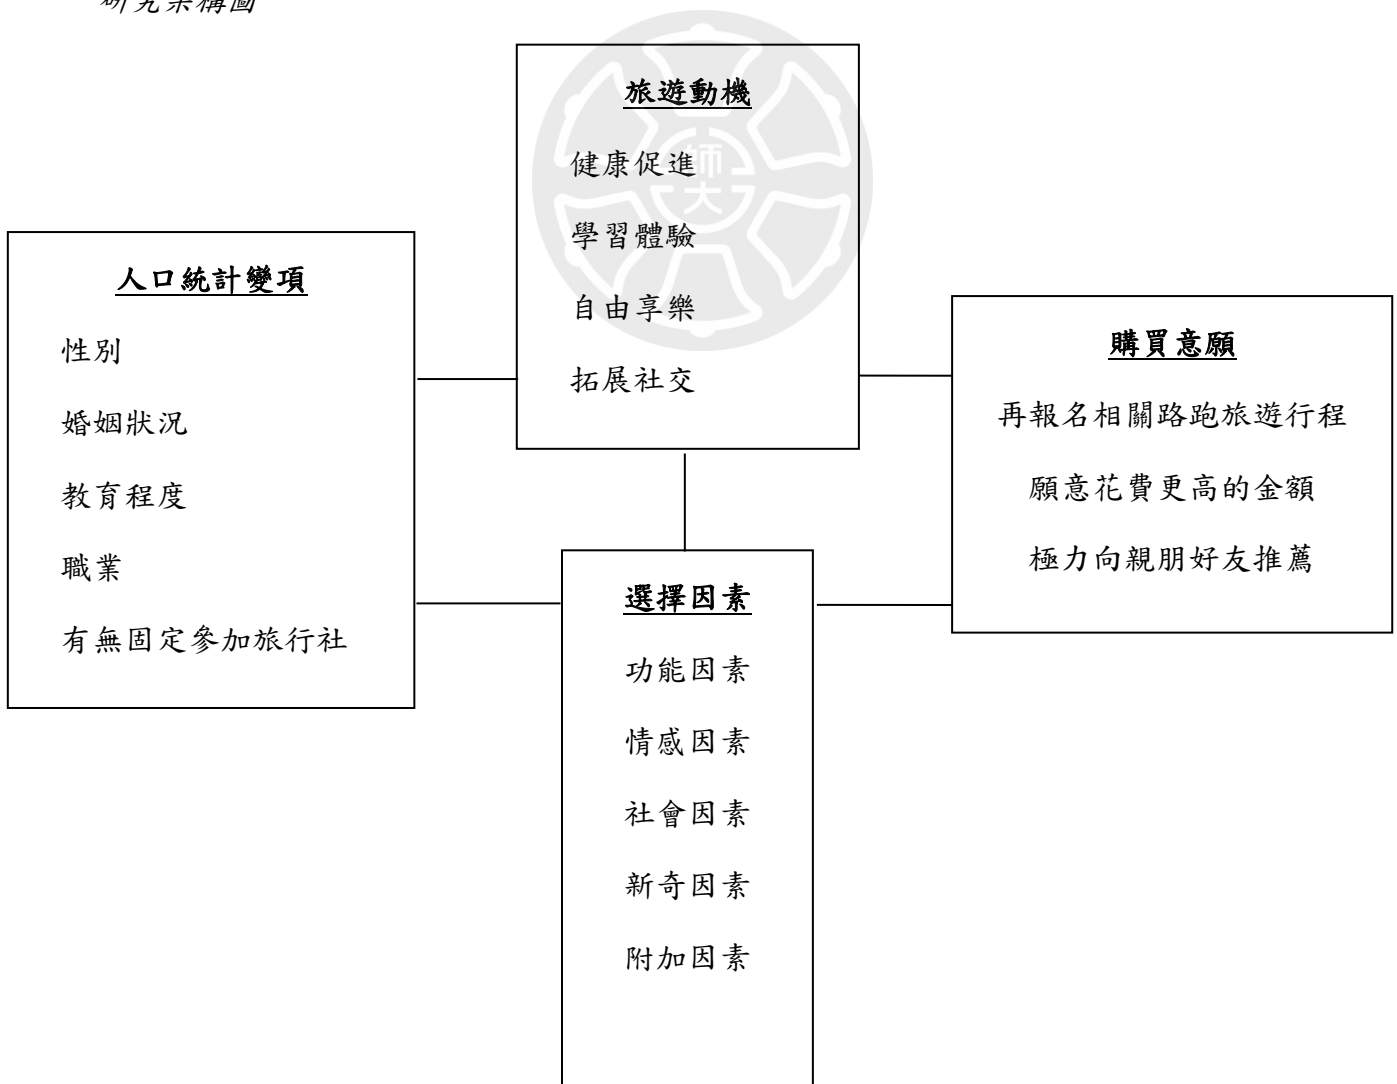 研究架構圖
旅遊動機
健康促進
學習體驗
自由享樂
拓展社交
師大
人口統計變項
性別
婚姻狀況
教育程度
職業
有無固定參加旅行社
購買意願
再報名相關路跑旅遊行程
願意花費更高的金額
極力向親朋好友推薦
選擇因素
功能因素
情感因素
社會因素
新奇因素
附加因素